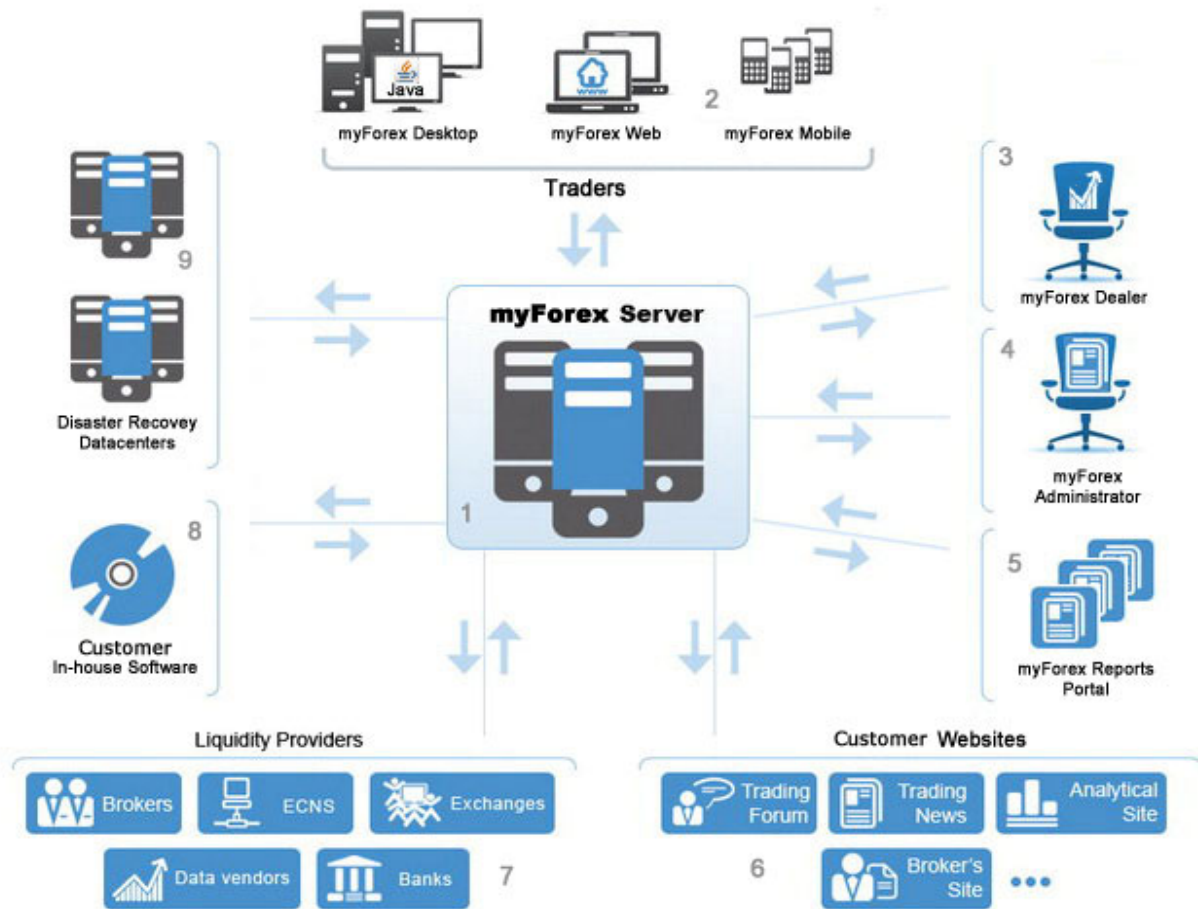 Java
www
2
myForex Desktop
myForex Web
myForex Mobile
Traders
3
myForex Dealer
9
Disaster Recovey
Datacenters
myForex Server
1
4
myForex
Administrator
8
Customer
In-house Software
5
myForex Reports
Portal
Liquidity Providers
Brokers
ECNS
Exchanges
Data vendors
Banks
7
Customer Websites
Trading
Forum
Trading
News
Analytical
Site
6
Broker's
Site
...